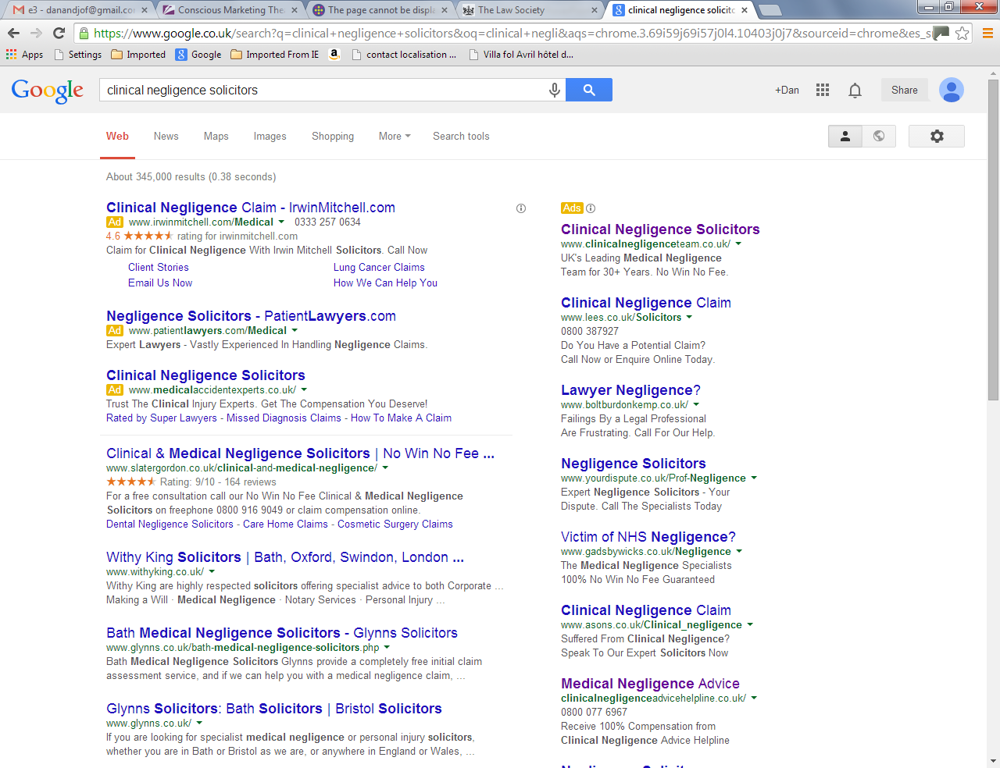 e3 - danandjof@gmail.co
Conscious Marketing The
The page cannot be displa
The Law Society
clinical negligence solicito
https://www.google.co.uk/search?q=clinical+negligence+solicitors&oq=clinical+negli&aqs=chrome.3.69i59j69i57j0l4.10403j0j7&sourceid=chrome&es_s
Apps
Settings
Imported
Google
Imported From IE
contact localisation ...
Villa fol Avril hôtel d...
Google
clinical negligence solicitors
+Dan
Share
Web
News
Maps
Images
Shopping
More
Search tools
About 345,000 results (0.38 seconds)
Clinical Negligence Claim - IrwinMitchell.com
Ad www.irwinmitchell.com/Medical 0333 257 0634
4.6 rating for irwinmitchell.com
Claim for Clinical Negligence With Irwin Mitchell Solicitors. Call Now
Client Stories
Lung Cancer Claims
Email Us Now
How We Can Help You
Negligence Solicitors - PatientLawyers.com
Ad www.patientlawyers.com/Medical
Expert Lawyers - Vastly Experienced In Handling Negligence Claims.
Clinical Negligence Solicitors
Ad www.medicalaccidentexperts.co.uk/
Trust The Clinical Injury Experts. Get The Compensation You Deserve!
Rated by Super Lawyers - Missed Diagnosis Claims - How To Make A Claim
Clinical & Medical Negligence Solicitors | No Win No Fee ...
www.slatergordon.co.uk/clinical-and-medical-negligence/
Rating: 9/10 - 164 reviews
For a free consultation call our No Win No Fee Clinical & Medical Negligence
Solicitors on freephone 0800 916 9049 or claim compensation online.
Dental Negligence Solicitors - Care Home Claims - Cosmetic Surgery Claims
Withy King Solicitors | Bath, Oxford, Swindon, London ...
www.withyking.co.uk/
Withy King are highly respected solicitors offering specialist advice to both Corporate ...
Making a Will · Medical Negligence · Notary Services · Personal Injury ...
Bath Medical Negligence Solicitors - Glynns Solicitors
www.glynns.co.uk/bath-medical-negligence-solicitors.php
Bath Medical Negligence Solicitors Glynns provide a completely free initial claim
assessment service, and if we can help you with a medical negligence claim, ...
Glynns Solicitors: Bath Solicitors | Bristol Solicitors
www.glynns.co.uk/
If you are looking for specialist medical negligence or personal injury solicitors,
whether you are in Bath or Bristol as we are, or anywhere in England or Wales, ...
Ads
Clinical Negligence Solicitors
www.clinicalnegligenceteam.co.uk/
UK's Leading Medical Negligence
Team for 30+ Years. No Win No Fee.
Clinical Negligence Claim
www.lees.co.uk/Solicitors
0800 387927
Do You Have a Potential Claim?
Call Now or Enquire Online Today.
Lawyer Negligence?
www.boltburdonkemp.co.uk/
Failings By a Legal Professional
Are Frustrating. Call For Our Help.
Negligence Solicitors
www.yourdispute.co.uk/Prof-Negligence
Expert Negligence Solicitors - Your
Dispute. Call The Specialists Today
Victim of NHS Negligence?
www.gadsbywicks.co.uk/Negligence
The Medical Negligence Specialists
100% No Win No Fee Guaranteed
Clinical Negligence Claim
www.asons.co.uk/Clinical_negligence
Suffered From Clinical Negligence?
Speak To Our Expert Solicitors Now
Medical Negligence Advice
clinicalnegligenceadvicehelpline.co.uk/
0800 077 6967
Receive 100% Compensation from
Clinical Negligence Advice Helpline